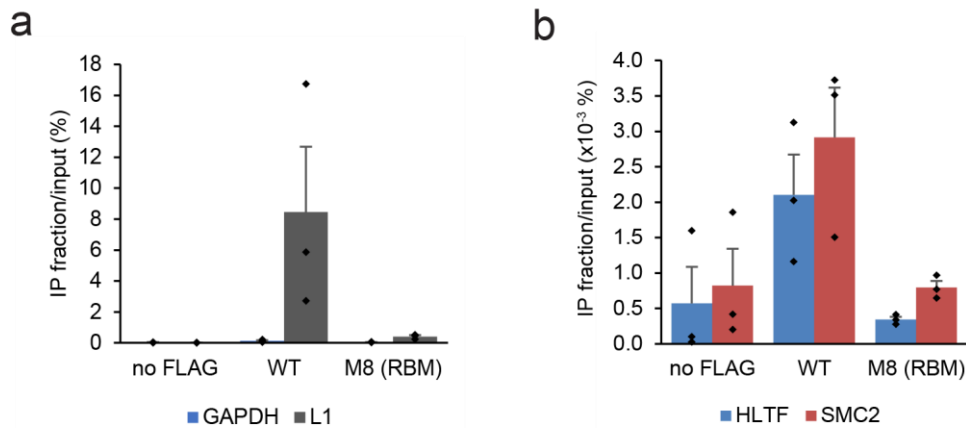 a
IP fraction/input (%)
18
16
14
12
10
8
6
4
2
0
no FLAG WT M8 (RBM)
GAPDH L1
b
IP fraction/input (x10⁻³ %)
4.0
3.5
3.0
2.5
2.0
1.5
1.0
0.5
0.0
no FLAG WT M8 (RBM)
HLTF SMC2